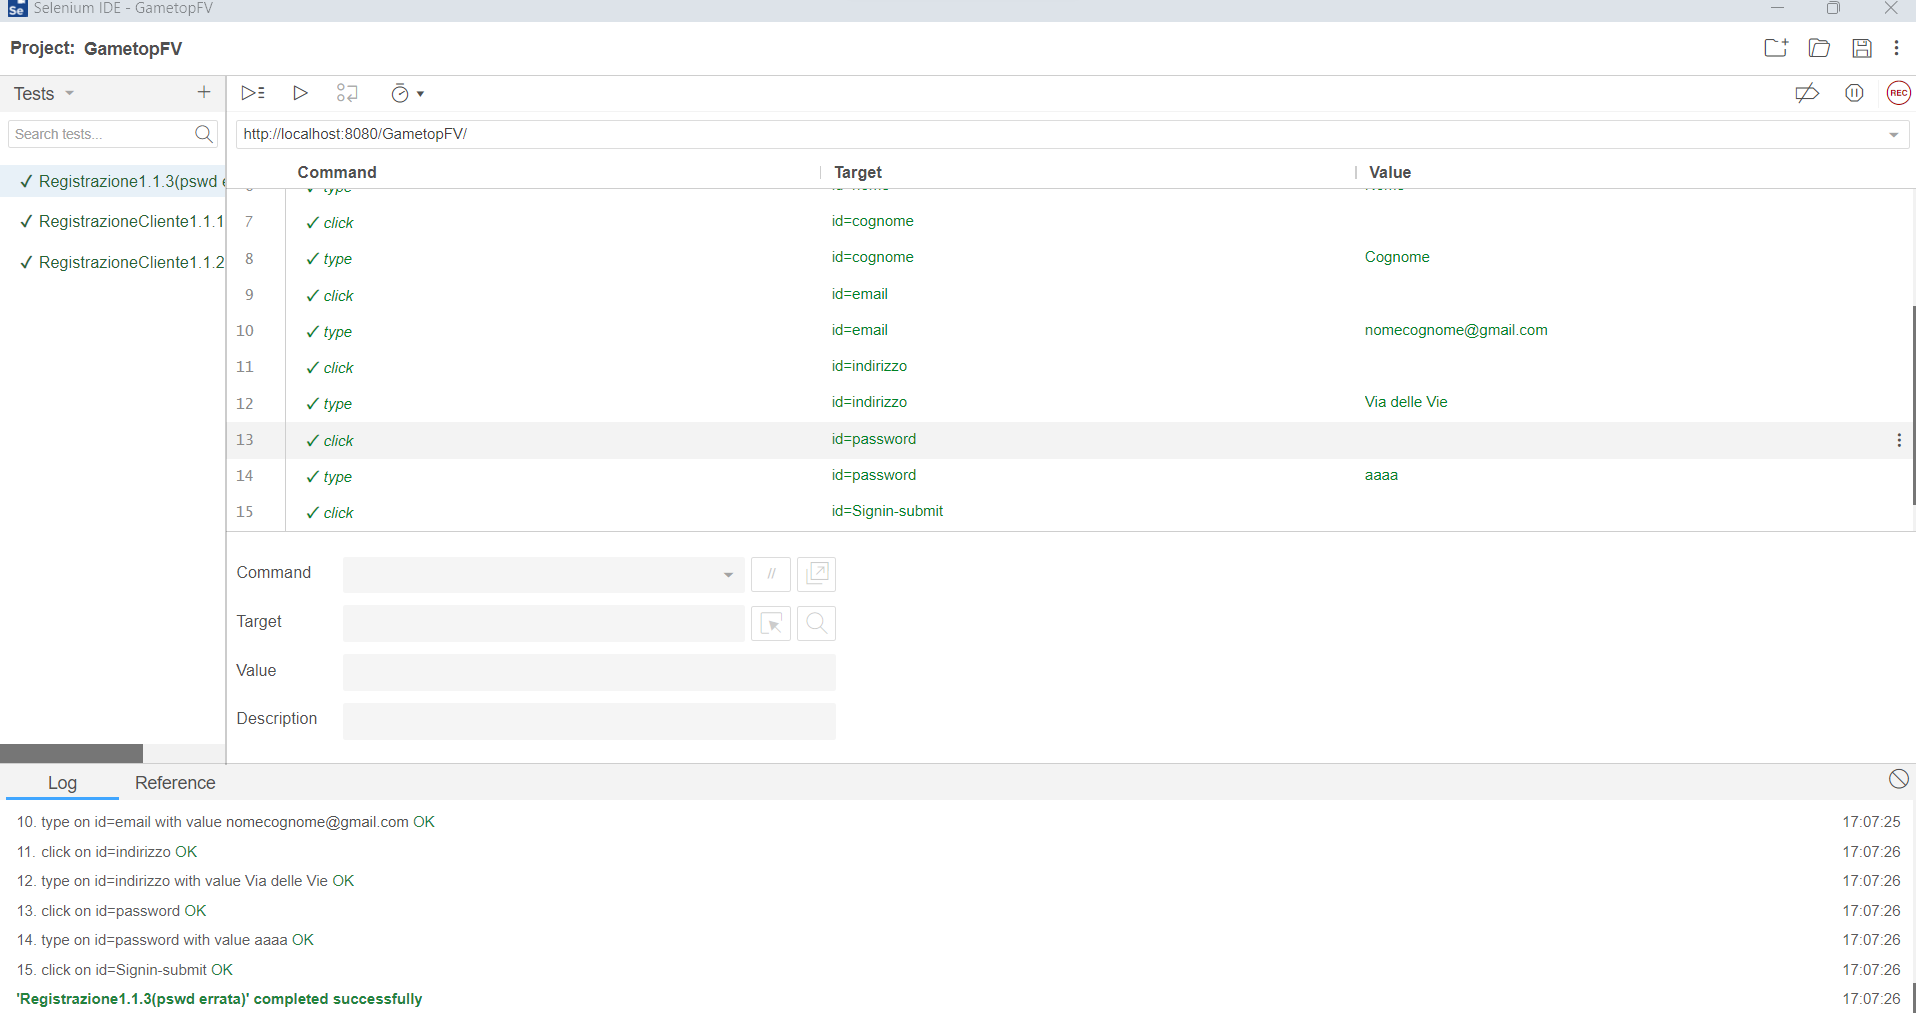 Selenium IDE - GametopFV
Project: GametopFV
Tests
Search tests...
http://localhost:8080/GametopFV/
Command Target Value
✓ Registrazione1.1.3(pswd
✓ RegistrazioneCliente1.1.1
✓ RegistrazioneCliente1.1.2
7 ✓ click id=cognome
8 ✓ type id=cognome Cognome
9 ✓ click id=email
10 ✓ type id=email nomecognome@gmail.com
11 ✓ click id=indirizzo
12 ✓ type id=indirizzo Via delle Vie
13 ✓ click id=password
14 ✓ type id=password aaaa
15 ✓ click id=Signin-submit
Command //
Target
Value
Description
Log Reference
10. type on id=email with value nomecognome@gmail.com OK 17:07:25
11. click on id=indirizzo OK 17:07:26
12. type on id=indirizzo with value Via delle Vie OK 17:07:26
13. click on id=password OK 17:07:26
14. type on id=password with value aaaa OK 17:07:26
15. click on id=Signin-submit OK 17:07:26
'Registrazione1.1.3(pswd errata)' completed successfully 17:07:26
REC
Se